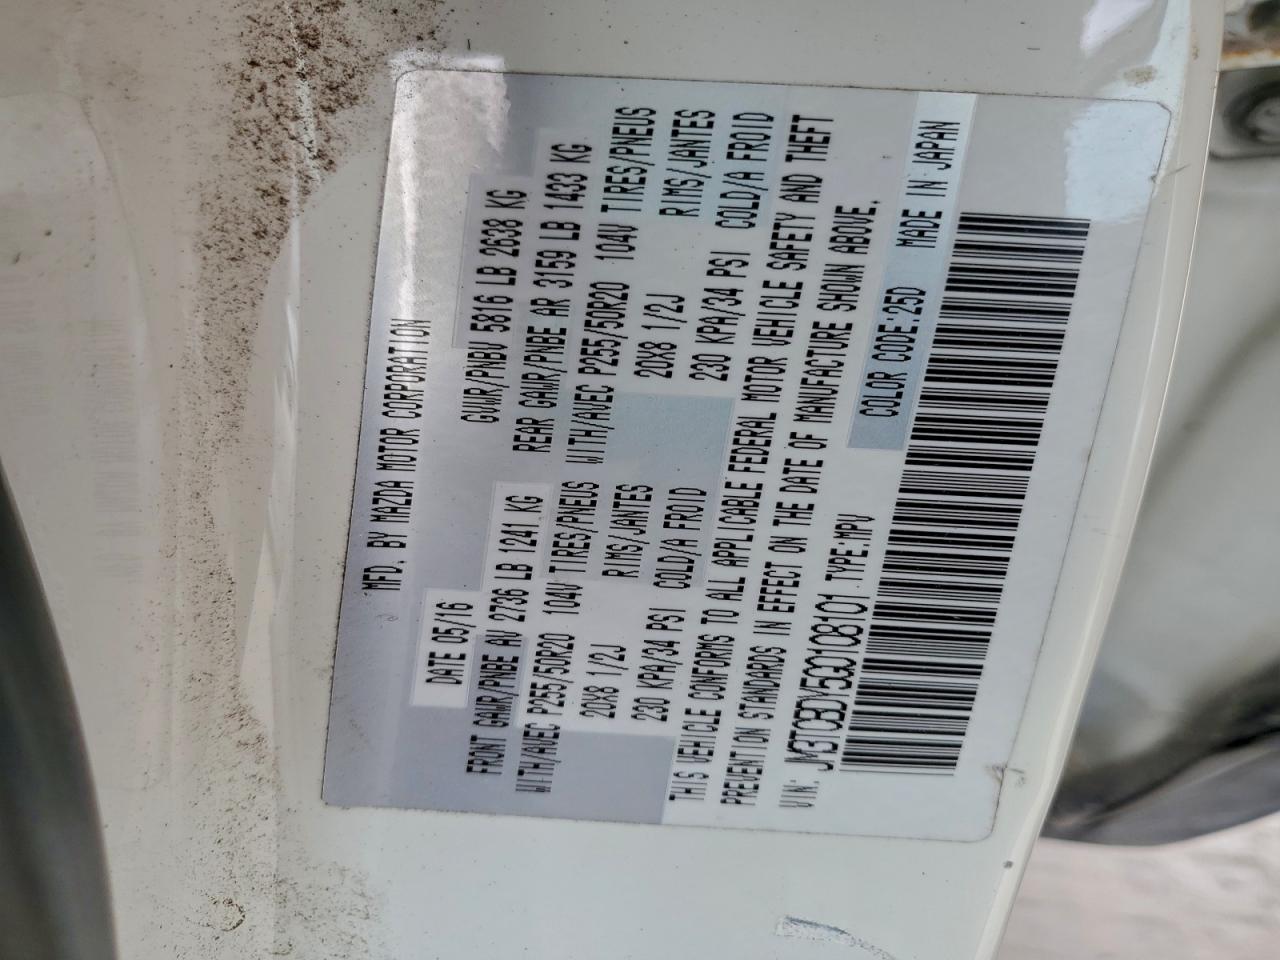 MFD. BY MAZDA MOTOR CORPORATION
DATE 05/16 GVWR/PNBV 5816 LB 2638 KG
FRONT GAWR/PNBE AV 2736 LB 1241 KG REAR GAWR/PNBE AR 3159 LB 1433 KG
WITH/AVEC P255/50R20 104V TIRES/PNEUS WITH/AVEC P255/50R20 104V TIRES/PNEUS
20X8 1/2J RIMS/JANTES 20X8 1/2J RIMS/JANTES
230 KPA/34 PSI COLD/A FROID 230 KPA/34 PSI COLD/A FROID
THIS VEHICLE CONFORMS TO ALL APPLICABLE FEDERAL MOTOR VEHICLE SAFETY AND THEFT
PREVENTION STANDARDS IN EFFECT ON THE DATE OF MANUFACTURE SHOWN ABOVE.
VIN: JM3TCBDY5G0108101 TYPE:MPV COLOR CODE:25D MADE IN JAPAN